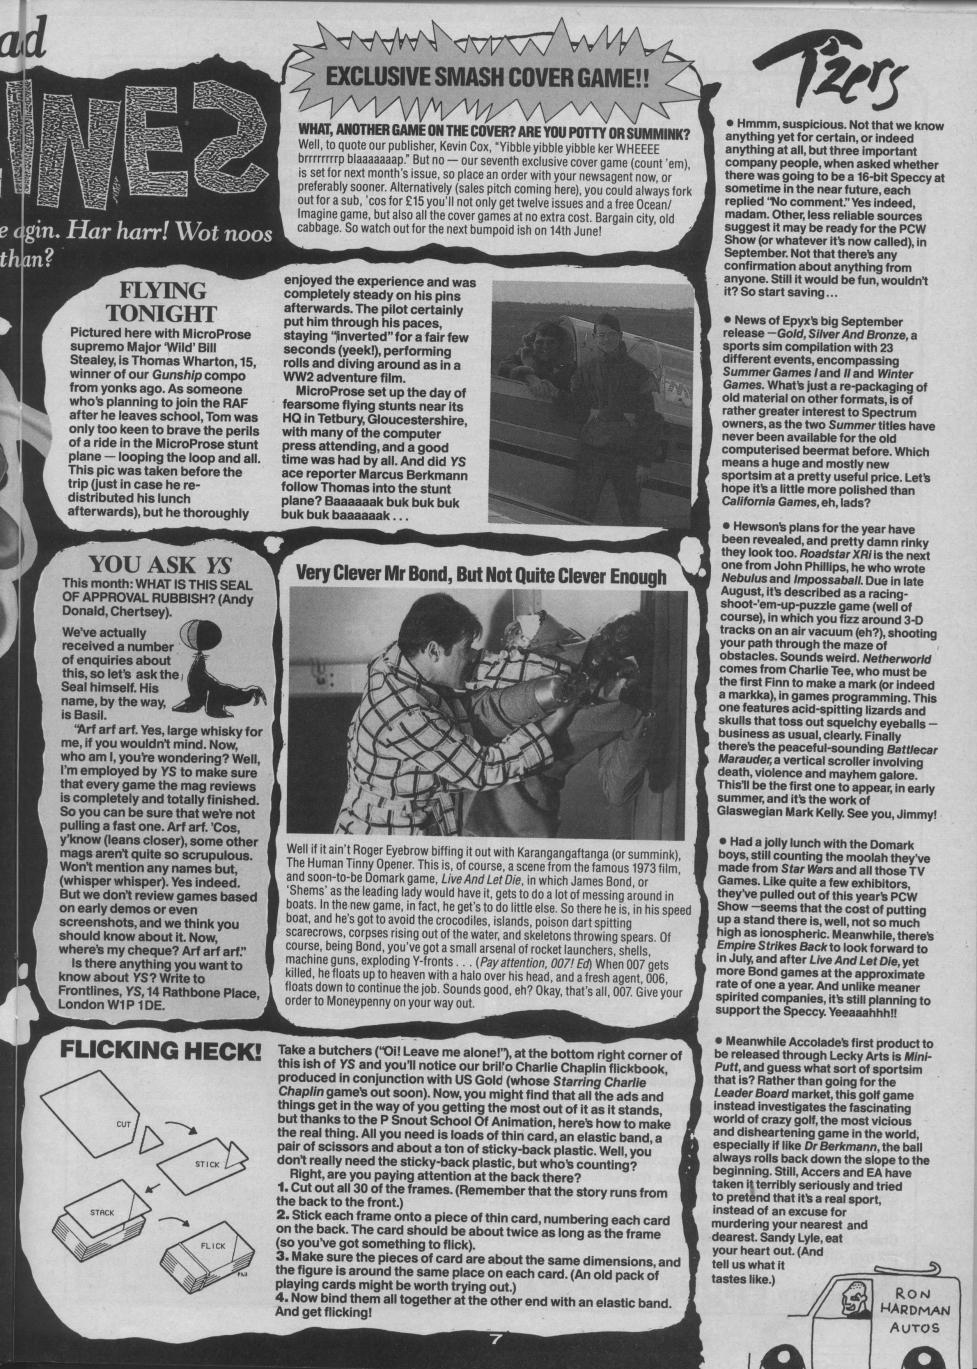 ad
INES
e agin. Har harr! Wot noos
than?
EXCLUSIVE SMASH COVER GAME!!
WHAT, ANOTHER GAME ON THE COVER? ARE YOU POTTY OR SUMMINK?
Well, to quote our publisher, Kevin Cox, "Yibble yibble yibble ker WHEEEE
brrrrrrrrp blaaaaaaap." But no — our seventh exclusive cover game (count 'em),
is set for next month's issue, so place an order with your newsagent now, or
preferably sooner. Alternatively (sales pitch coming here), you could always fork
out for a sub, 'cos for £15 you'll not only get twelve issues and a free Ocean/
Imagine game, but also all the cover games at no extra cost. Bargain city, old
cabbage. So watch out for the next bumpoid ish on 14th June!
FLYING
TONIGHT
Pictured here with MicroProse
supremo Major 'Wild' Bill
Stealey, is Thomas Wharton, 15,
winner of our Gunship compo
from yonks ago. As someone
who's planning to join the RAF
after he leaves school, Tom was
only too keen to brave the perils
of a ride in the MicroProse stunt
plane — looping the loop and all.
This pic was taken before the
trip (just in case he re-
distributed his lunch
afterwards), but he thoroughly
enjoyed the experience and was
completely steady on his pins
afterwards. The pilot certainly
put him through his paces,
staying "inverted" for a fair few
seconds (yeek!), performing
rolls and diving around as in a
WW2 adventure film.
MicroProse set up the day of
fearsome flying stunts near its
HQ in Tetbury, Gloucestershire,
with many of the computer
press attending, and a good
time was had by all. And did YS
ace reporter Marcus Berkmann
follow Thomas into the stunt
plane? Baaaaaak buk buk buk
buk buk baaaaaak . . .
YOU ASK YS
This month: WHAT IS THIS SEAL
OF APPROVAL RUBBISH? (Andy
Donald, Chertsey).
We've actually
received a number
of enquiries about
this, so let's ask the
Seal himself. His
name, by the way,
is Basil.
"Arf arf arf. Yes, large whisky for
me, if you wouldn't mind. Now,
who am I, you're wondering? Well,
I'm employed by YS to make sure
that every game the mag reviews
is completely and totally finished.
So you can be sure that we're not
pulling a fast one. Arf arf. 'Cos,
y'know (leans closer), some other
mags aren't quite so scrupulous.
Won't mention any names but,
(whisper whisper). Yes indeed.
But we don't review games based
on early demos or even
screenshots, and we think you
should know about it. Now,
where's my cheque? Arf arf arf."
Is there anything you want to
know about YS? Write to
Frontlines, YS, 14 Rathbone Place,
London W1P 1DE.
Very Clever Mr Bond, But Not Quite Clever Enough
Well if it ain't Roger Eyebrow biffing it out with Karangangaftanga (or summink),
The Human Tinny Opener. This is, of course, a scene from the famous 1973 film,
and soon-to-be Domark game, Live And Let Die, in which James Bond, or
'Shems' as the leading lady would have it, gets to do a lot of messing around in
boats. In the new game, in fact, he get's to do little else. So there he is, in his speed
boat, and he's got to avoid the crocodiles, islands, poison dart spitting
scarecrows, corpses rising out of the water, and skeletons throwing spears. Of
course, being Bond, you've got a small arsenal of rocket launchers, shells,
machine guns, exploding Y-fronts . . . (Pay attention, 007! Ed) When 007 gets
killed, he floats up to heaven with a halo over his head, and a fresh agent, 006,
floats down to continue the job. Sounds good, eh? Okay, that's all, 007. Give your
order to Moneypenny on your way out.
FLICKING HECK!
CUT
STICK
STACK
FLICK
Take a butchers ("Oi! Leave me alone!"), at the bottom right corner of
this ish of YS and you'll notice our bril'o Charlie Chaplin flickbook,
produced in conjunction with US Gold (whose Starring Charlie
Chaplin game's out soon). Now, you might find that all the ads and
things get in the way of you getting the most out of it as it stands,
but thanks to the P Snout School Of Animation, here's how to make
the real thing. All you need is loads of thin card, an elastic band, a
pair of scissors and about a ton of sticky-back plastic. Well, you
don't really need the sticky-back plastic, but who's counting?
Right, are you paying attention at the back there?
1. Cut out all 30 of the frames. (Remember that the story runs from
the back to the front.)
2. Stick each frame onto a piece of thin card, numbering each card
on the back. The card should be about twice as long as the frame
(so you've got something to flick).
3. Make sure the pieces of card are about the same dimensions, and
the figure is around the same place on each card. (An old pack of
playing cards might be worth trying out.)
4. Now bind them all together at the other end with an elastic band.
And get flicking!
7
Tzers
• Hmmm, suspicious. Not that we know
anything yet for certain, or indeed
anything at all, but three important
company people, when asked whether
there was going to be a 16-bit Speccy at
sometime in the near future, each
replied "No comment." Yes indeed,
madam. Other, less reliable sources
suggest it may be ready for the PCW
Show (or whatever it's now called), in
September. Not that there's any
confirmation about anything from
anyone. Still it would be fun, wouldn't
it? So start saving . . .
• News of Epyx's big September
release — Gold, Silver And Bronze, a
sports sim compilation with 23
different events, encompassing
Summer Games I and II and Winter
Games. What's just a re-packaging of
old material on other formats, is of
rather greater interest to Spectrum
owners, as the two Summer titles have
never been available for the old
computerised beermat before. Which
means a huge and mostly new
sportsim at a pretty useful price. Let's
hope it's a little more polished than
California Games, eh, lads?
• Hewson's plans for the year have
been revealed, and pretty damn rinky
they look too. Roadstar XRI is the next
one from John Phillips, he who wrote
Nebulus and Impossaball. Due in late
August, it's described as a racing-
shoot-'em-up-puzzle game (well of
course), in which you fizz around 3-D
tracks on an air vacuum (eh?), shooting
your path through the maze of
obstacles. Sounds weird. Netherworld
comes from Charlie Tee, who must be
the first Finn to make a mark (or indeed
a markka), in games programming. This
one features acid-spitting lizards and
skulls that toss out squelchy eyeballs —
business as usual, clearly. Finally
there's the peaceful-sounding Battlecar
Marauder, a vertical scroller involving
death, violence and mayhem galore.
This'll be the first one to appear, in early
summer, and it's the work of
Glaswegian Mark Kelly. See you, Jimmy!
• Had a jolly lunch with the Domark
boys, still counting the moolah they've
made from Star Wars and all those TV
Games. Like quite a few exhibitors,
they've pulled out of this year's PCW
Show — seems that the cost of putting
up a stand there is, well, not so much
high as ionospheric. Meanwhile, there's
Empire Strikes Back to look forward to
in July, and after Live And Let Die, yet
more Bond games at the approximate
rate of one a year. And unlike meaner
spirited companies, it's still planning to
support the Speccy. Yeeaaahhh!!
• Meanwhile Accolade's first product to
be released through Lecky Arts is Mini-
Putt, and guess what sort of sportsim
that is? Rather than going for the
Leader Board market, this golf game
instead investigates the fascinating
world of crazy golf, the most vicious
and disheartening game in the world,
especially if like Dr Berkmann, the ball
always rolls back down the slope to the
beginning. Still, Accers and EA have
taken it terribly seriously and tried
to pretend that it's a real sport,
instead of an excuse for
murdering your nearest and
dearest. Sandy Lyle, eat
your heart out. (And
tell us what it
tastes like.)
RON
HARDMAN
AUTOS